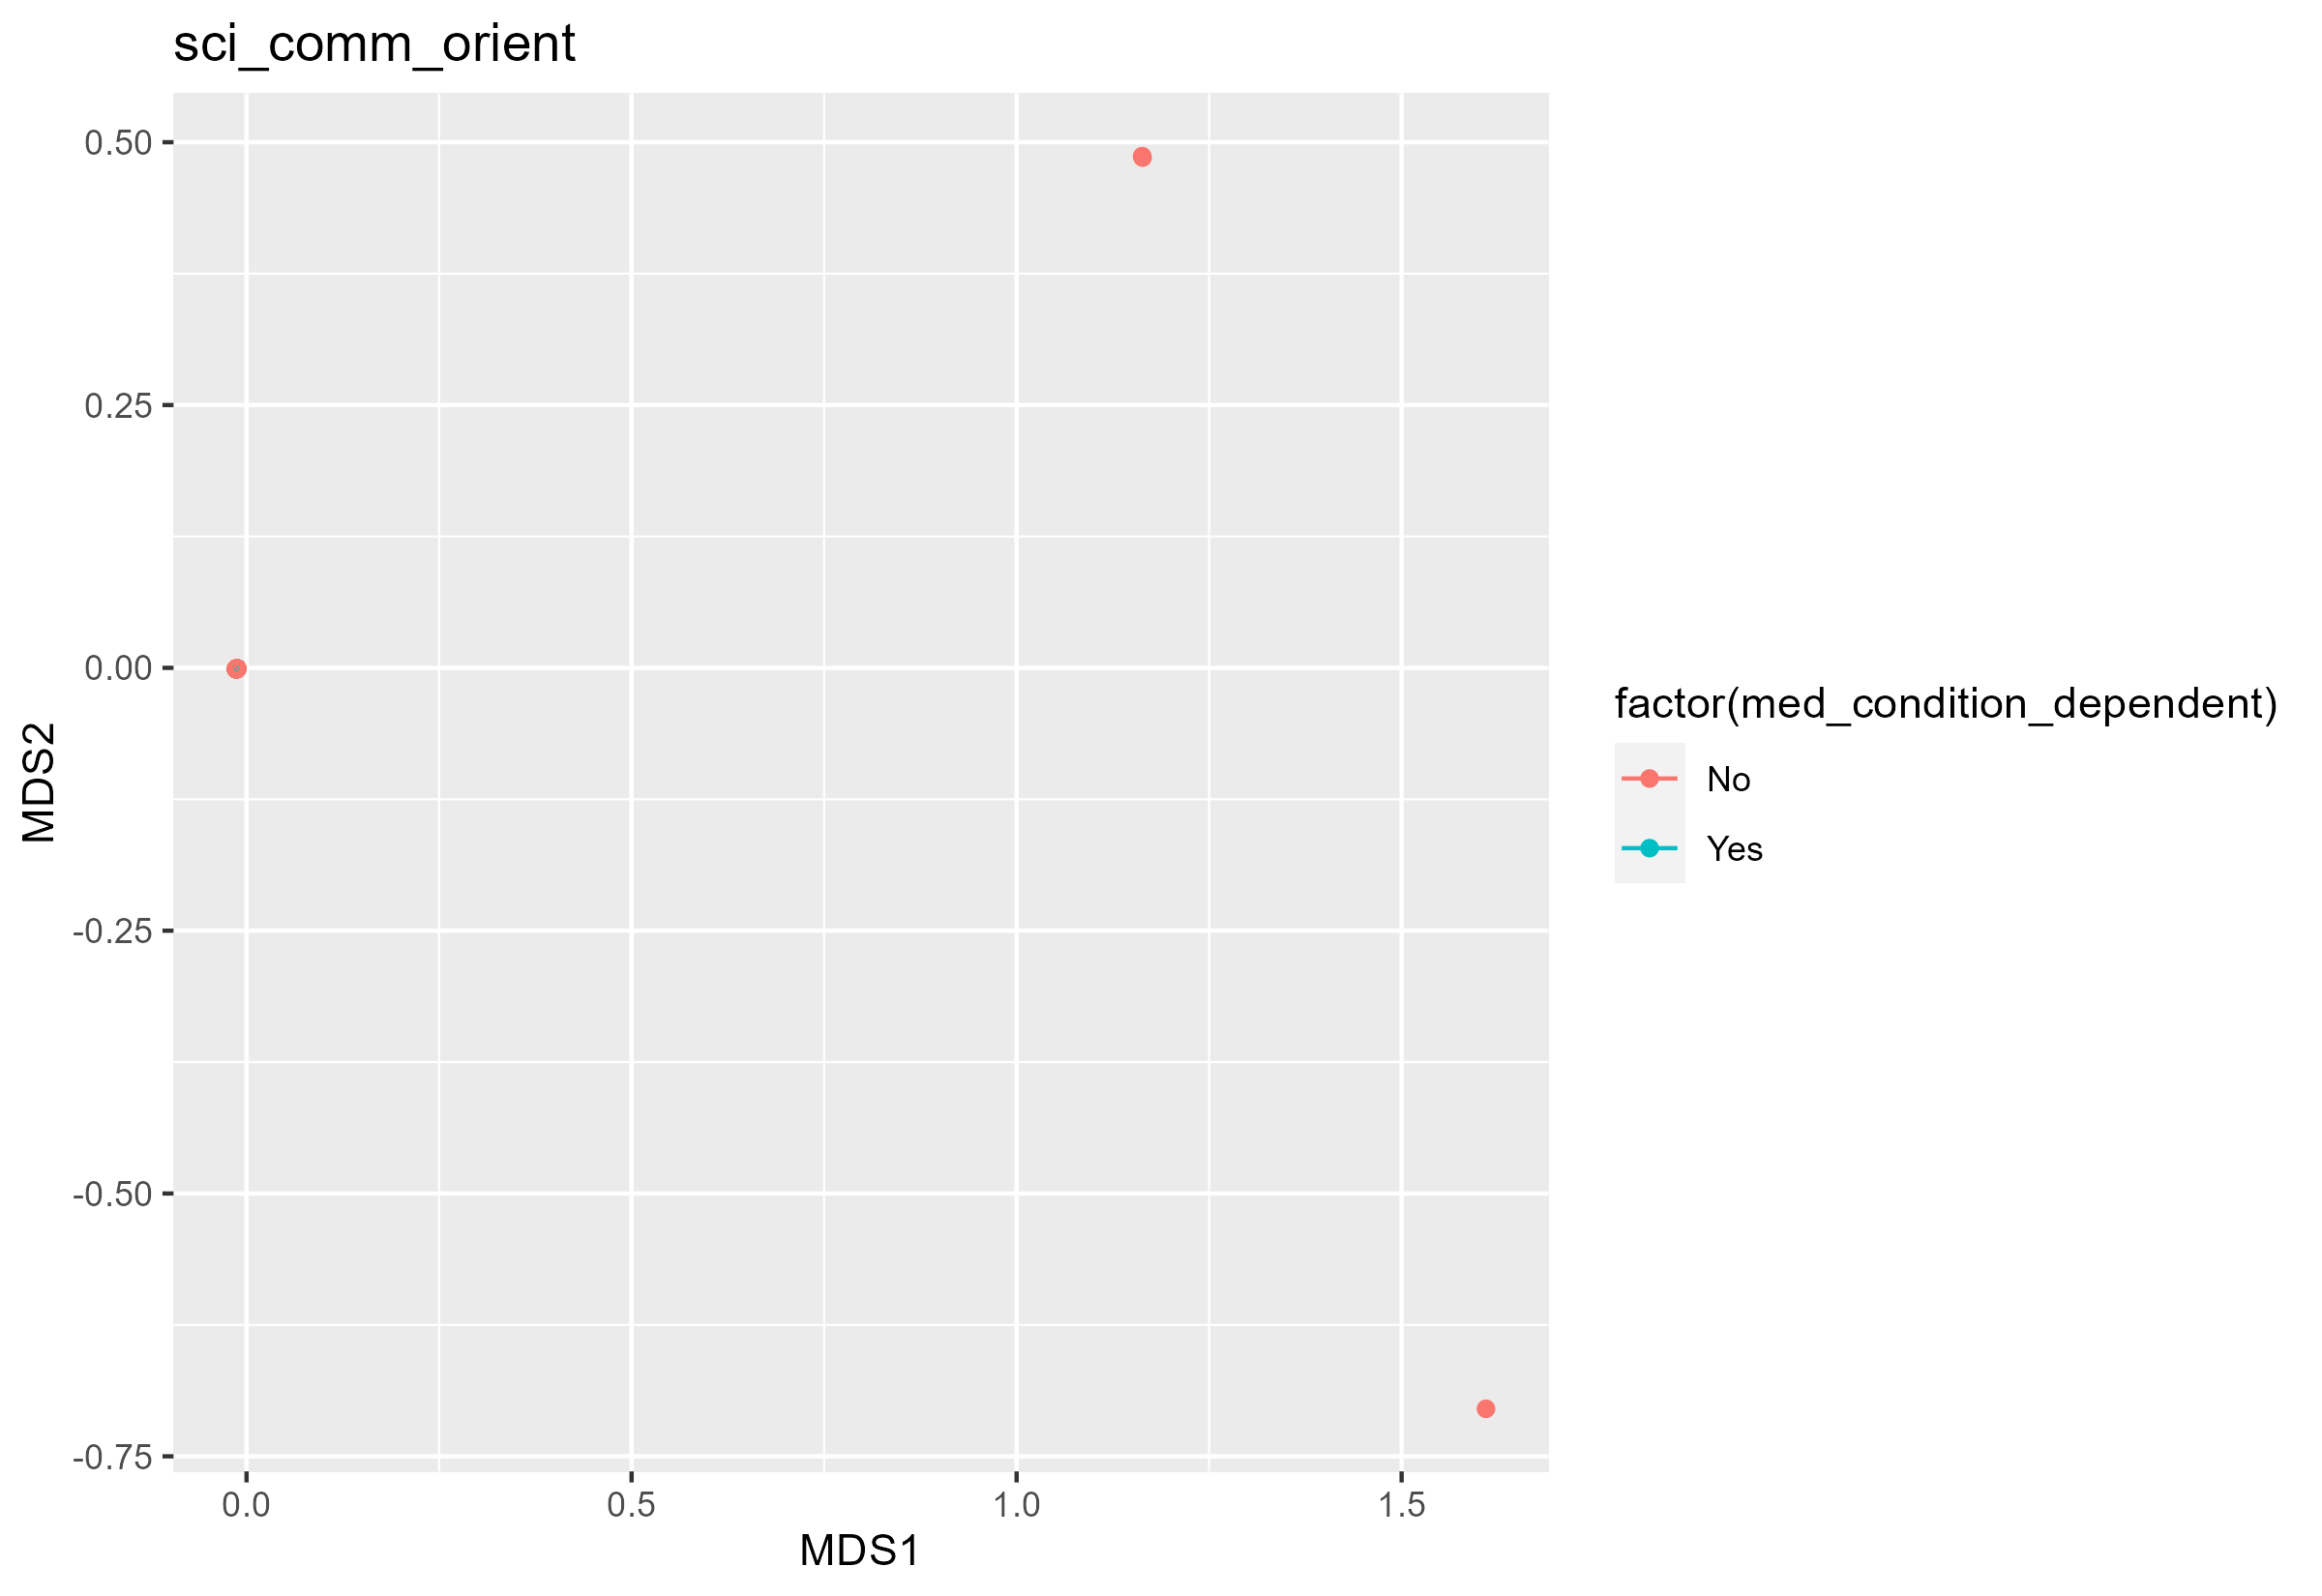 sci_comm_orient
0.50
0.25
0.00
-0.25
-0.50
-0.75
MDS2
0.0 0.5 1.0 1.5
MDS1
factor(med_condition_dependent)
No
Yes